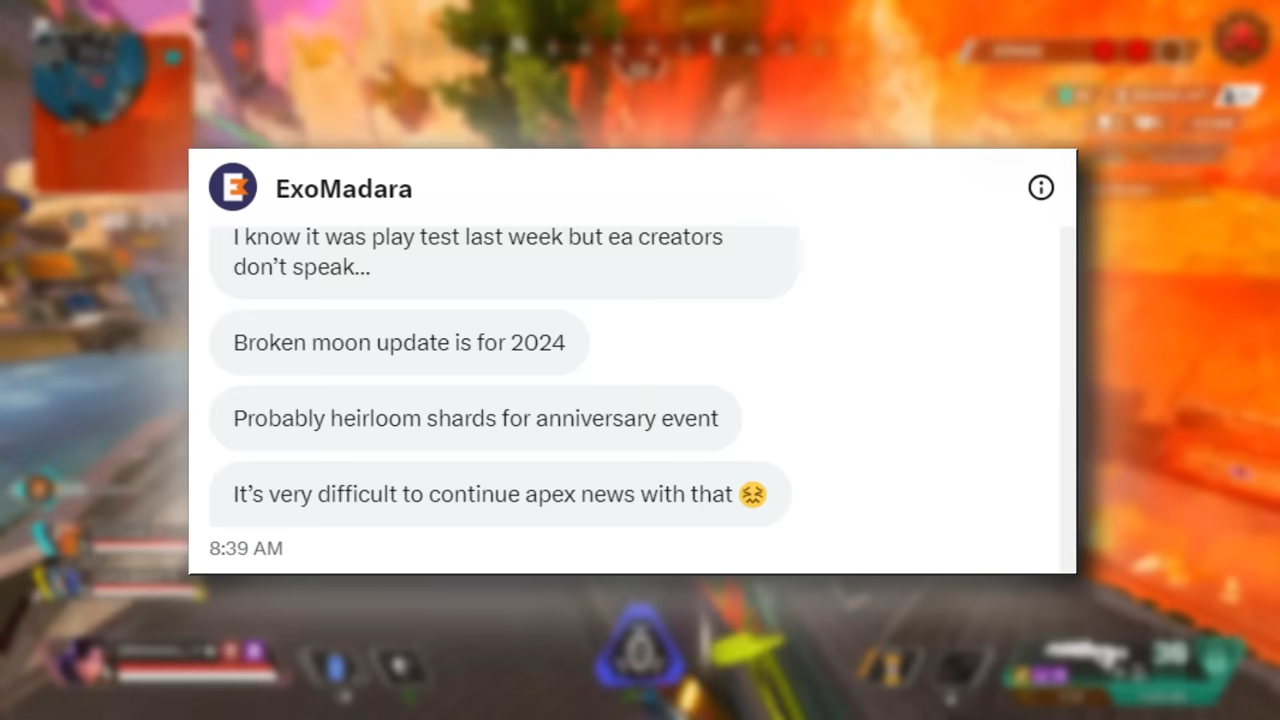 ExoMadara
I know it was play test last week but ea creators
don’t speak...
Broken moon update is for 2024
Probably heirloom shards for anniversary event
It’s very difficult to continue apex news with that 😖
8:39 AM